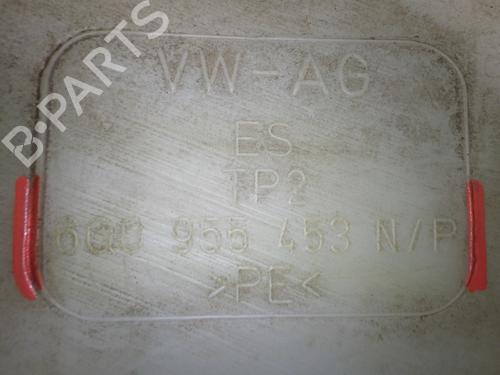 B-PARTS
VW-AG
ES
TP2
6Q0 955 453 N/P
>PE<